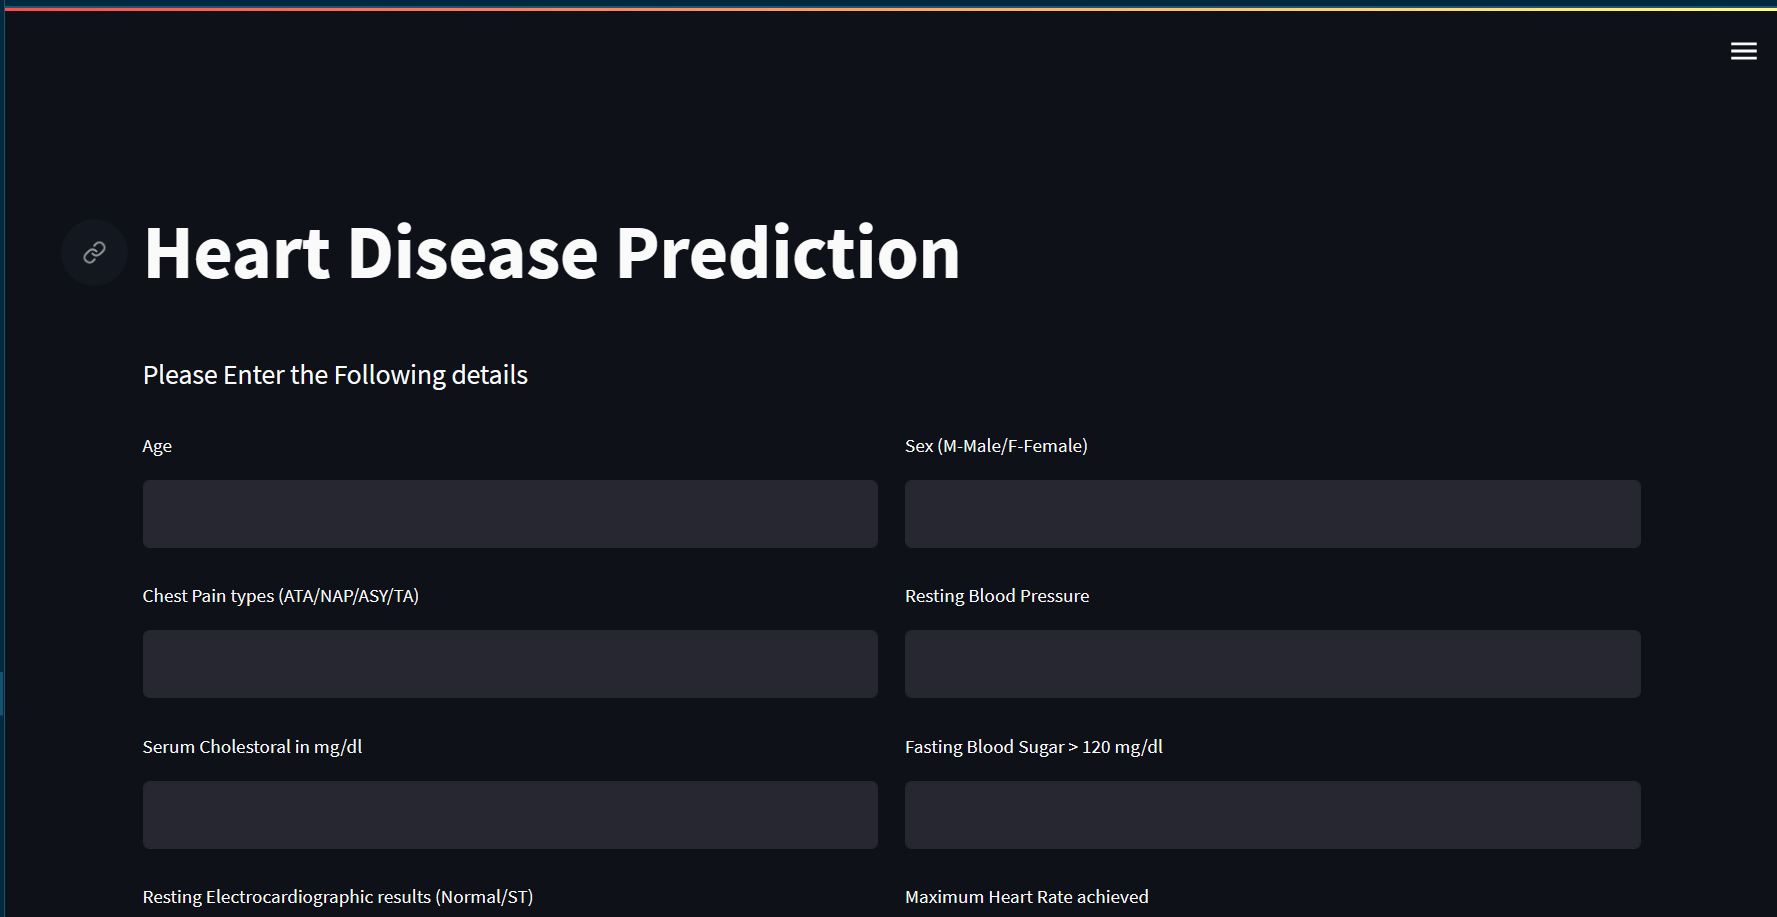 Heart Disease Prediction
Please Enter the Following details
Age
Sex (M-Male/F-Female)
Chest Pain types (ATA/NAP/ASY/TA)
Resting Blood Pressure
Serum Cholestoral in mg/dl
Fasting Blood Sugar > 120 mg/dl
Resting Electrocardiographic results (Normal/ST)
Maximum Heart Rate achieved